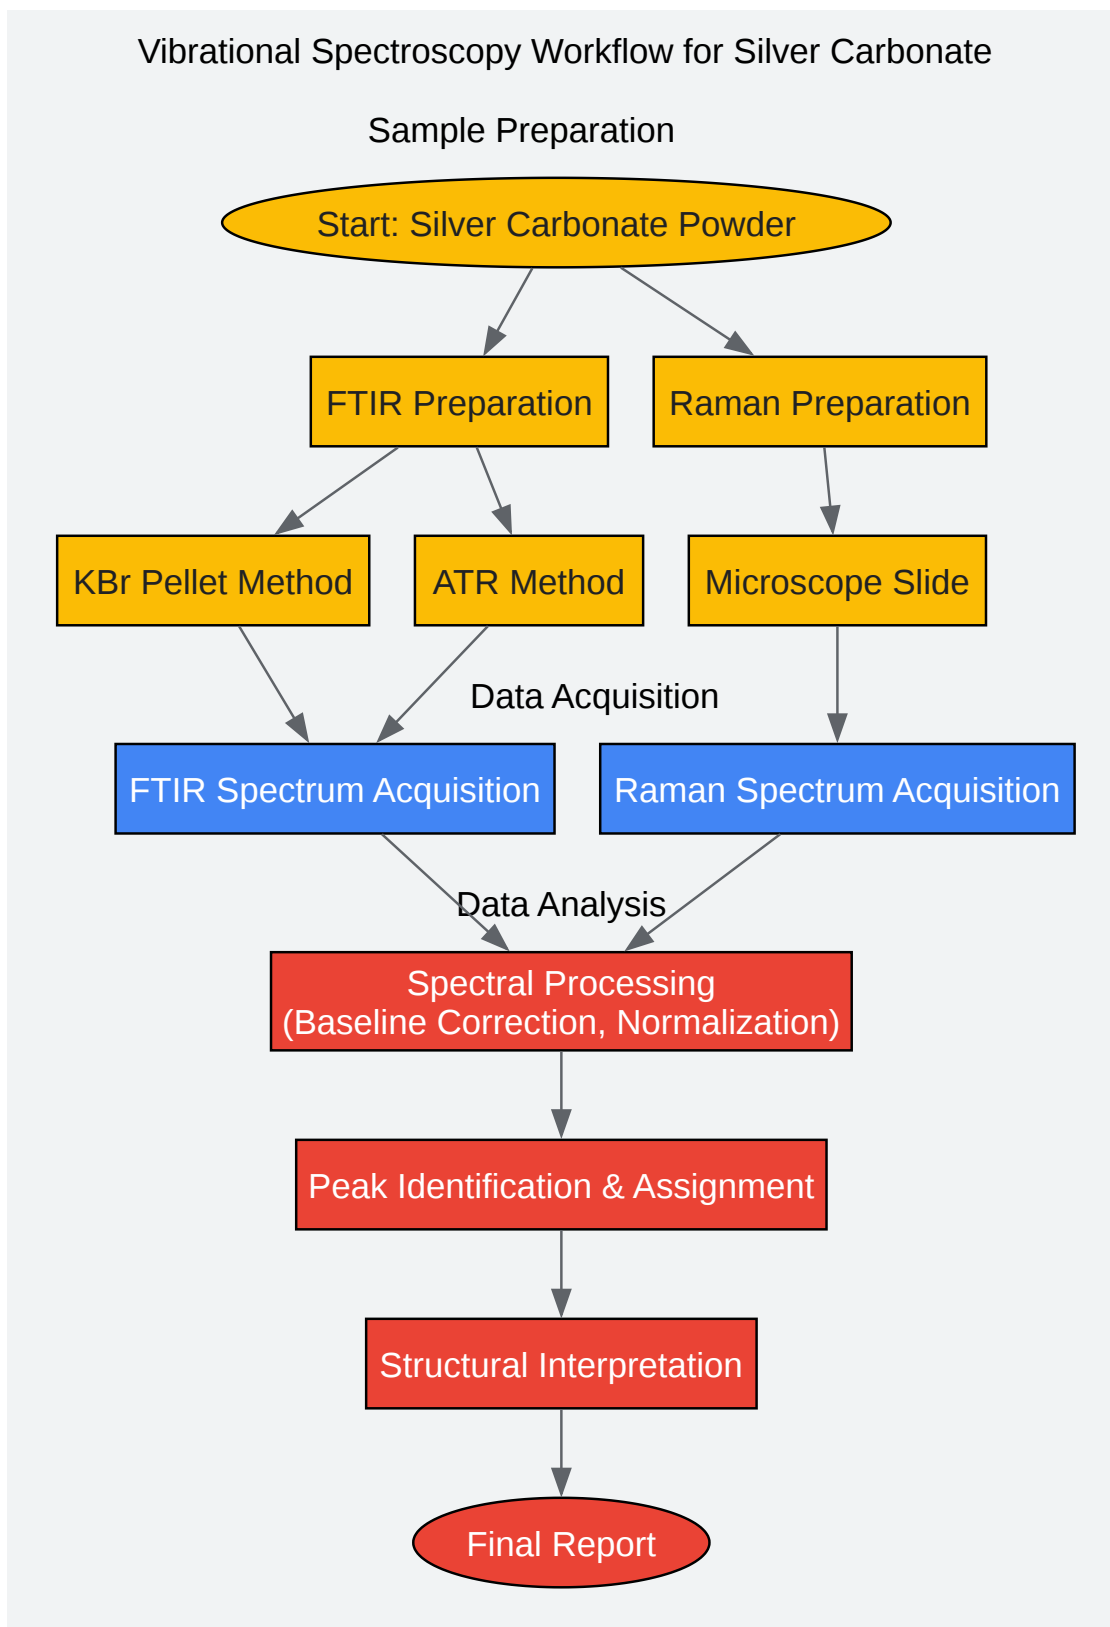 Vibrational Spectroscopy Workflow for Silver Carbonate
Sample Preparation
Start: Silver Carbonate Powder
FTIR Preparation
Raman Preparation
KBr Pellet Method
ATR Method
Microscope Slide
Data Acquisition
FTIR Spectrum Acquisition
Raman Spectrum Acquisition
Data Analysis
Spectral Processing
(Baseline Correction, Normalization)
Peak Identification & Assignment
Structural Interpretation
Final Report